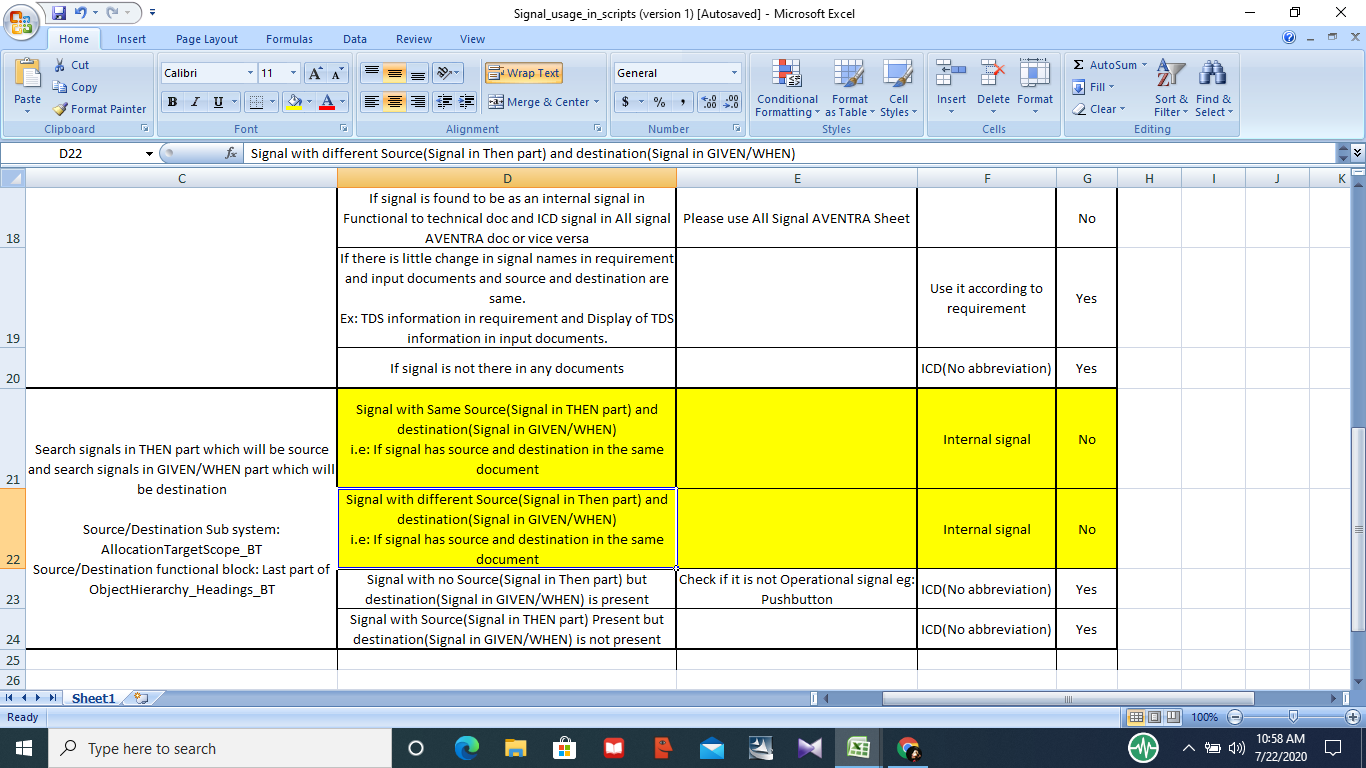 Signal_usage_in_scripts (version 1) [Autosaved] - Microsoft Excel
Home Insert Page Layout Formulas Data Review View
Paste
Cut
Copy
Format Painter
Clipboard
Calibri 11
B I U
Font
Wrap Text
Merge & Center
Alignment
General
$ % ,
Number
Conditional Formatting
Format as Table
Cell Styles
Styles
Insert Delete Format
Cells
Σ AutoSum
Fill
Clear
Sort & Filter
Find & Select
Editing
D22
fx Signal with different Source(Signal in Then part) and destination(Signal in GIVEN/WHEN)
C D E F G H I J K
18
If signal is found to be as an internal signal in
Functional to technical doc and ICD signal in All signal
AVENTRA doc or vice versa
Please use All Signal AVENTRA Sheet
No
19
If there is little change in signal names in requirement
and input documents and source and destination are
same.
Ex: TDS information in requirement and Display of TDS
information in input documents.
Use it according to
requirement
Yes
20
If signal is not there in any documents
ICD(No abbreviation)
Yes
Search signals in THEN part which will be source
and search signals in GIVEN/WHEN part which will
be destination
Source/Destination Sub system:
AllocationTargetScope_BT
Source/Destination functional block: Last part of
ObjectHierarchy_Headings_BT
21
Signal with Same Source(Signal in THEN part) and
destination(Signal in GIVEN/WHEN)
i.e: If signal has source and destination in the same
document
Internal signal
No
22
Signal with different Source(Signal in Then part) and
destination(Signal in GIVEN/WHEN)
i.e: If signal has source and destination in the same
document
Internal signal
No
23
Signal with no Source(Signal in Then part) but
destination(Signal in GIVEN/WHEN) is present
Check if it is not Operational signal eg:
Pushbutton
ICD(No abbreviation)
Yes
24
Signal with Source(Signal in THEN part) Present but
destination(Signal in GIVEN/WHEN) is not present
ICD(No abbreviation)
Yes
25
26
Sheet1
Ready
100%
Type here to search
10:58 AM
7/22/2020